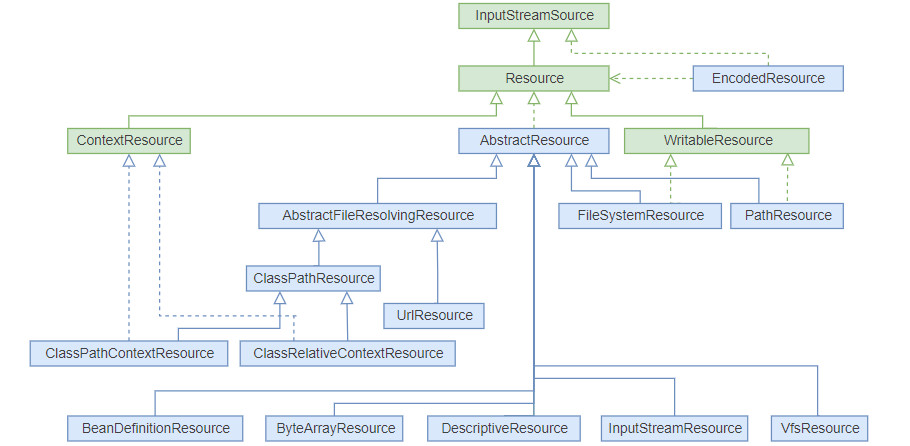 InputStreamSource
Resource
EncodedResource
ContextResource
AbstractResource
WritableResource
AbstractFileResolvingResource
FileSystemResource
PathResource
ClassPathResource
UrlResource
ClassPathContextResource
ClassRelativeContextResource
BeanDefinitionResource
ByteArrayResource
DescriptiveResource
InputStreamResource
VfsResource